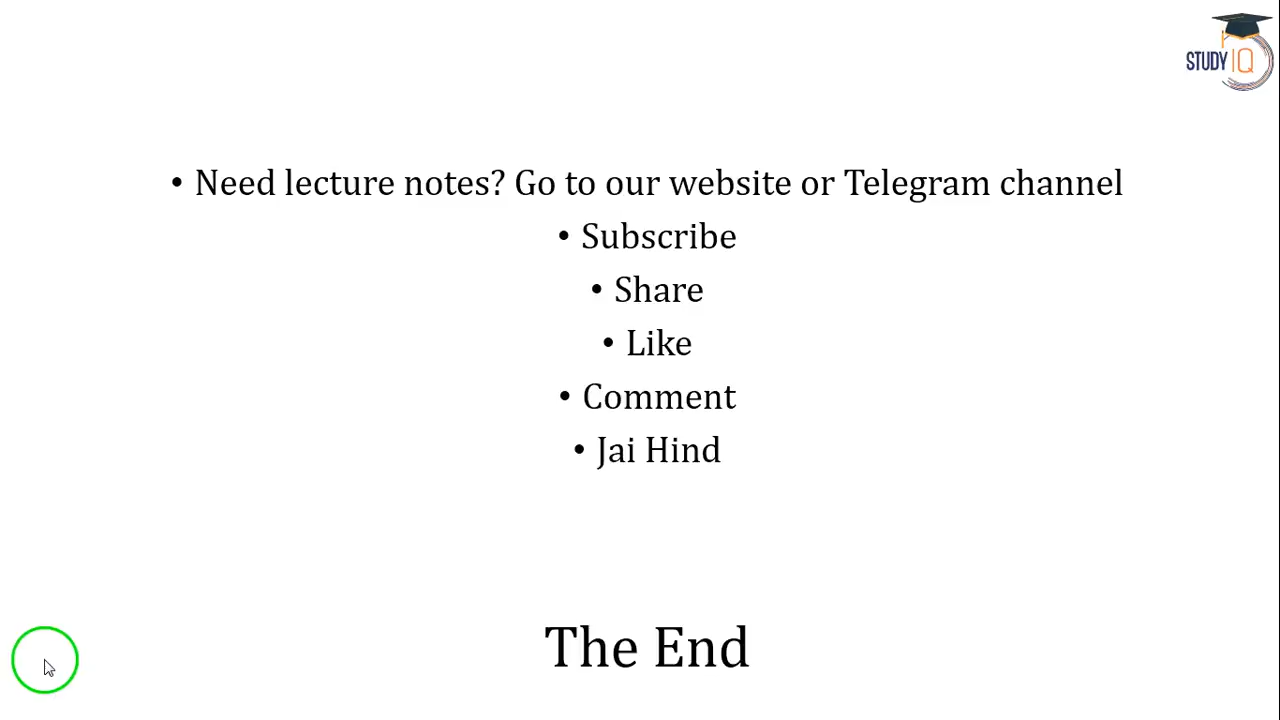 STUDY IQ
• Need lecture notes? Go to our website or Telegram channel
• Subscribe
• Share
• Like
• Comment
• Jai Hind
The End